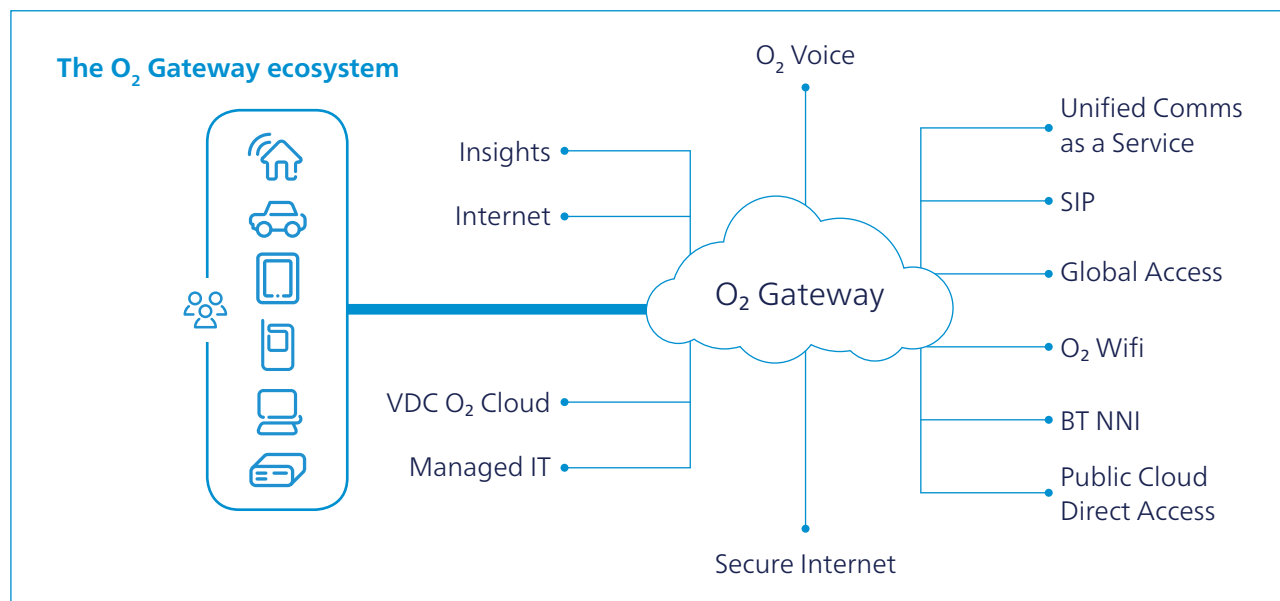 The O₂ Gateway ecosystem
O₂ Voice
Insights
Internet
VDC O₂ Cloud
Managed IT
O₂ Gateway
Unified Comms
as a Service
SIP
Global Access
O₂ Wifi
BT NNI
Public Cloud
Direct Access
Secure Internet